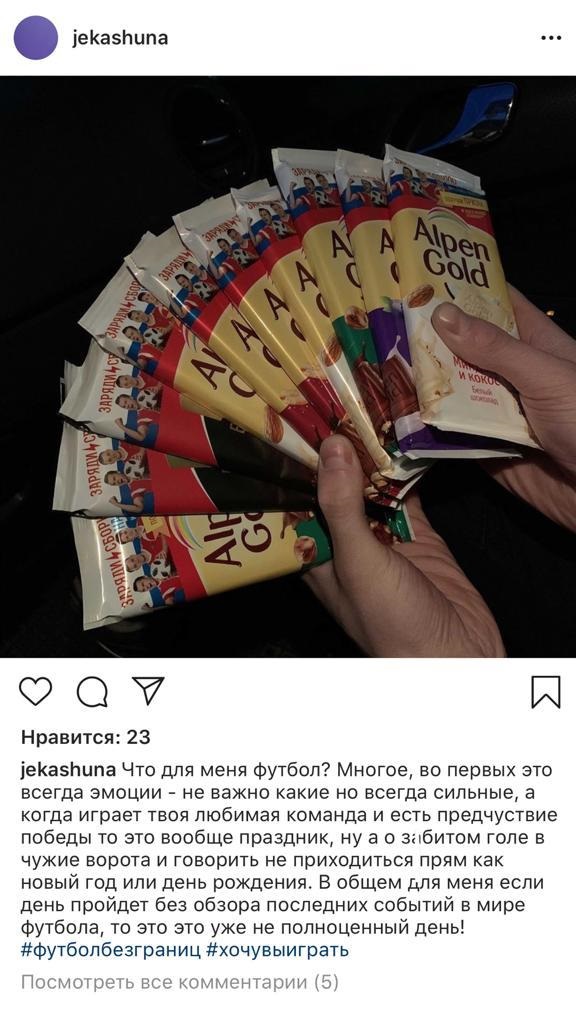 jekashuna
Alpen
Gold
и кокос
Белый
шоколад
ЗАРЯДИ СБОР
ЗАРЯДИ
ЗАРЯДИ
Alp
Нравится: 23
jekashuna Что для меня футбол? Многое, во первых это
всегда эмоции - не важно какие но всегда сильные, а
когда играет твоя любимая команда и есть предчуствие
победы то это вообще праздник, ну а о забитом голе в
чужие ворота и говорить не приходиться прям как
новый год или день рождения. В общем для меня если
день пройдет без обзора последних событий в мире
футбола, то это это уже не полноценный день!
#футболбезграниц #хочувыиграть
Посмотреть все комментарии (5)